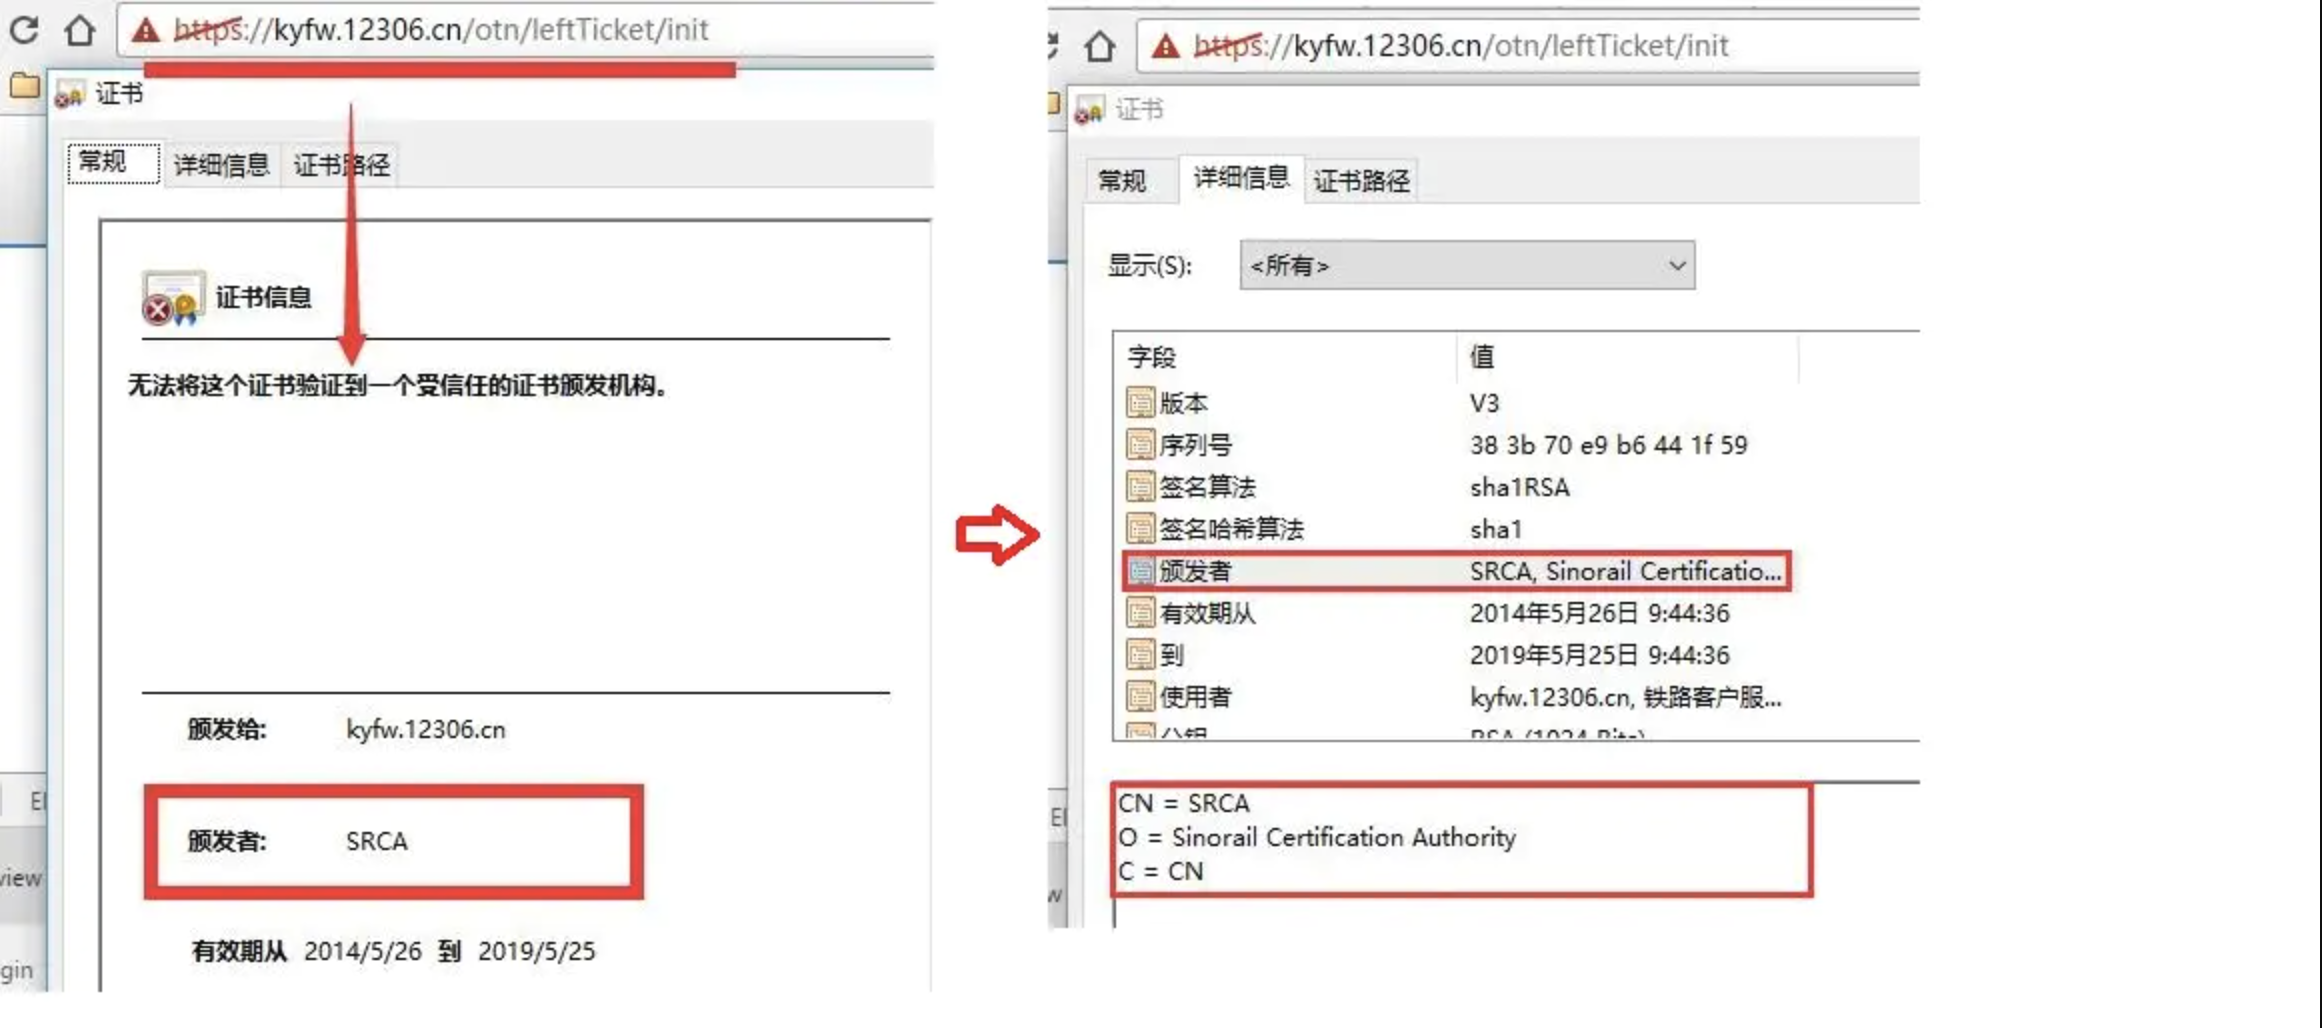 https://kyfw.12306.cn/otn/leftTicket/init
证书
常规 详细信息 证书路径
证书信息
无法将这个证书验证到一个受信任的证书颁发机构。
颁发给: kyfw.12306.cn
颁发者: SRCA
有效期从 2014/5/26 到 2019/5/25
view
gin
https://kyfw.12306.cn/otn/leftTicket/init
证书
常规 详细信息 证书路径
显示(S): <所有>
字段 值
版本 V3
序列号 38 3b 70 e9 b6 44 1f 59
签名算法 sha1RSA
签名哈希算法 sha1
颁发者 SRCA, Sinorail Certificatio...
有效期从 2014年5月26日 9:44:36
到 2019年5月25日 9:44:36
使用者 kyfw.12306.cn, 铁路客户服...
公钥 RSA (1024 Bits)
CN = SRCA
O = Sinorail Certification Authority
C = CN